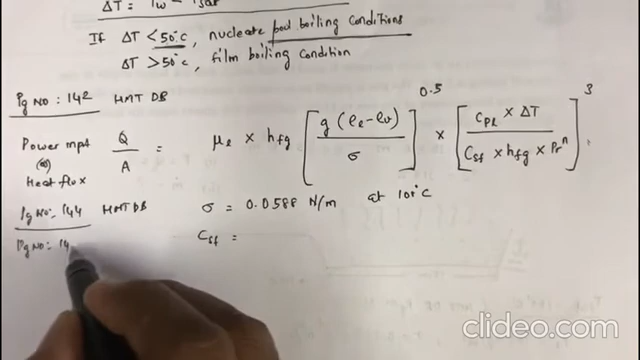 ΔT = Tw - Tsat
If ΔT < 50°C, nucleate pool boiling conditions
ΔT > 50°C, film boiling condition
Pg No: 142 HMT DB
Power input (or) Heat flux Q/A = μl × hfg [g(ρl-ρv)/σ]^0.5 × [Cpl × ΔT / Csf × hfg × Pr^n]^3
Pg No:- 144 HMT DB σ = 0.0588 N/m at 100°C
Csf =
Pg No: 14
clideo.com